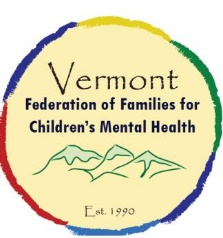 Vermont
Federation of Families for
Children's Mental Health
Est. 1990